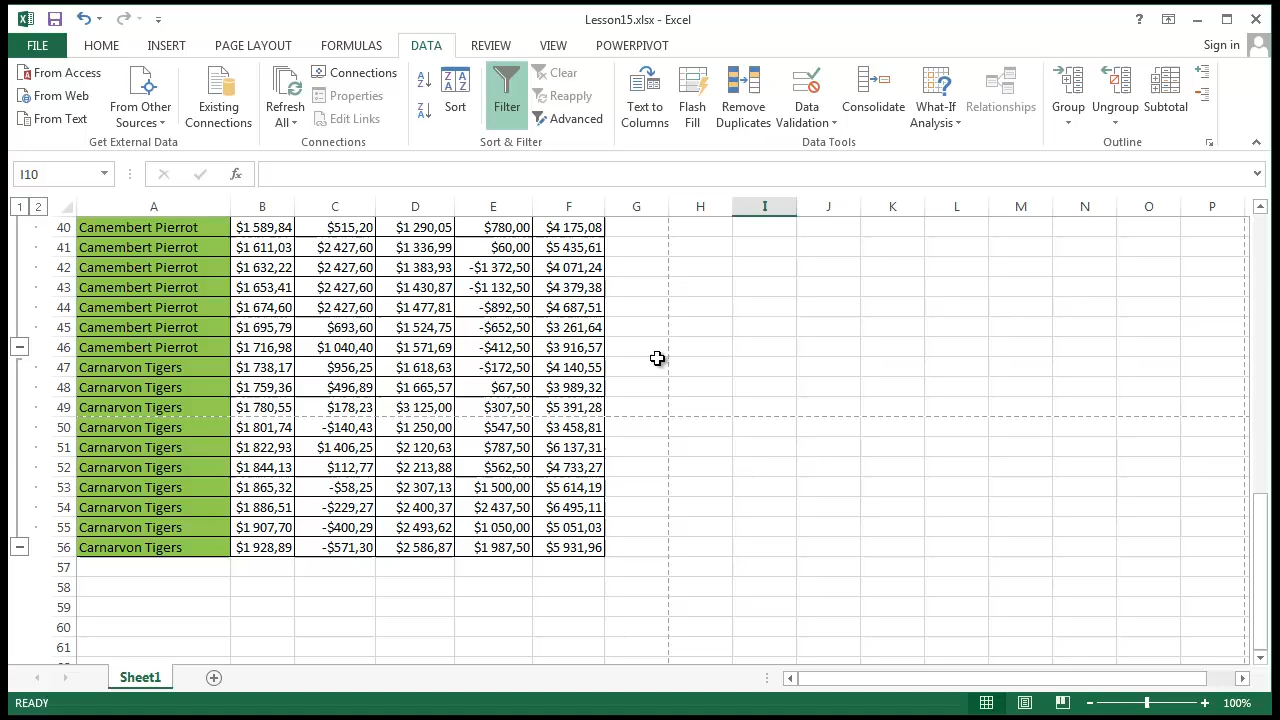 Lesson15.xlsx - Excel
?
FILE HOME INSERT PAGE LAYOUT FORMULAS DATA REVIEW VIEW POWERPIVOT Sign in
From Access
From Web
From Text
From Other Sources
Existing Connections
Get External Data
Refresh All
Connections
Properties
Edit Links
Connections
Sort
Filter
Clear
Reapply
Advanced
Sort & Filter
Text to Columns
Flash Fill
Remove Duplicates
Data Validation
Consolidate
What-If Analysis
Relationships
Data Tools
Group
Ungroup
Subtotal
Outline
I10 fx
1 2 A B C D E F G H I J K L M N O P
40 Camembert Pierrot $1 589,84 $515,20 $1 290,05 $780,00 $4 175,08
41 Camembert Pierrot $1 611,03 $2 427,60 $1 336,99 $60,00 $5 435,61
42 Camembert Pierrot $1 632,22 $2 427,60 $1 383,93 -$1 372,50 $4 071,24
43 Camembert Pierrot $1 653,41 $2 427,60 $1 430,87 -$1 132,50 $4 379,38
44 Camembert Pierrot $1 674,60 $2 427,60 $1 477,81 -$892,50 $4 687,51
45 Camembert Pierrot $1 695,79 $693,60 $1 524,75 -$652,50 $3 261,64
46 Camembert Pierrot $1 716,98 $1 040,40 $1 571,69 -$412,50 $3 916,57
47 Carnarvon Tigers $1 738,17 $956,25 $1 618,63 -$172,50 $4 140,55
48 Carnarvon Tigers $1 759,36 $496,89 $1 665,57 $67,50 $3 989,32
49 Carnarvon Tigers $1 780,55 $178,23 $3 125,00 $307,50 $5 391,28
50 Carnarvon Tigers $1 801,74 -$140,43 $1 250,00 $547,50 $3 458,81
51 Carnarvon Tigers $1 822,93 $1 406,25 $2 120,63 $787,50 $6 137,31
52 Carnarvon Tigers $1 844,13 $112,77 $2 213,88 $562,50 $4 733,27
53 Carnarvon Tigers $1 865,32 -$58,25 $2 307,13 $1 500,00 $5 614,19
54 Carnarvon Tigers $1 886,51 -$229,27 $2 400,37 $2 437,50 $6 495,11
55 Carnarvon Tigers $1 907,70 -$400,29 $2 493,62 $1 050,00 $5 051,03
56 Carnarvon Tigers $1 928,89 -$571,30 $2 586,87 $1 987,50 $5 931,96
57
58
59
60
61
Sheet1
READY 100%